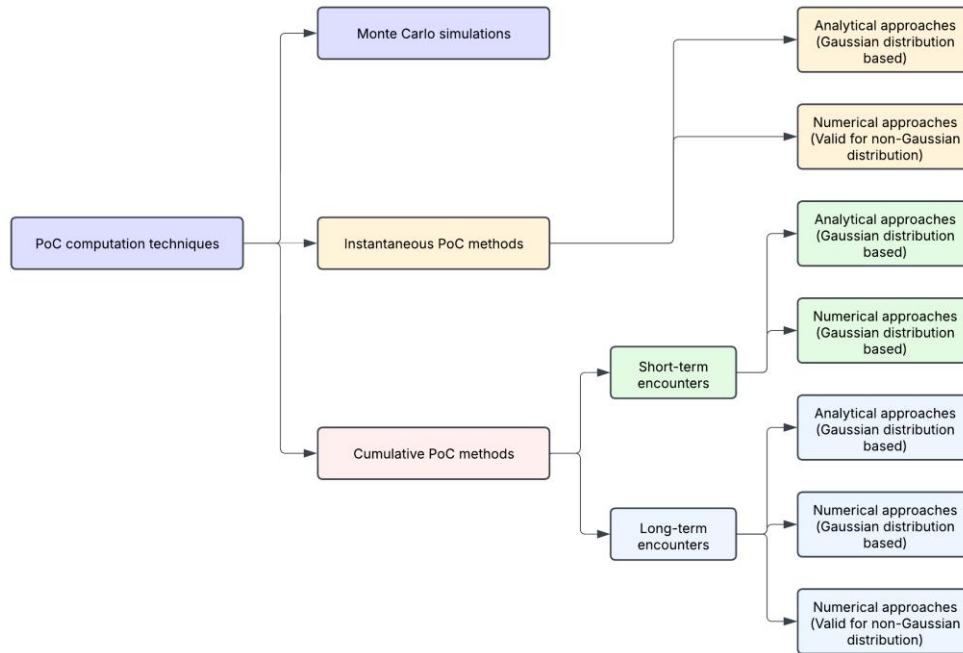 Monte Carlo simulations
Analytical approaches
(Gaussian distribution
based)
Numerical approaches
(Valid for non-Gaussian
distribution)
PoC computation techniques
Instantaneous PoC methods
Analytical approaches
(Gaussian distribution
based)
Numerical approaches
(Gaussian distribution
based)
Short-term
encounters
Cumulative PoC methods
Analytical approaches
(Gaussian distribution
based)
Long-term
encounters
Numerical approaches
(Gaussian distribution
based)
Numerical approaches
(Valid for non-Gaussian
distribution)